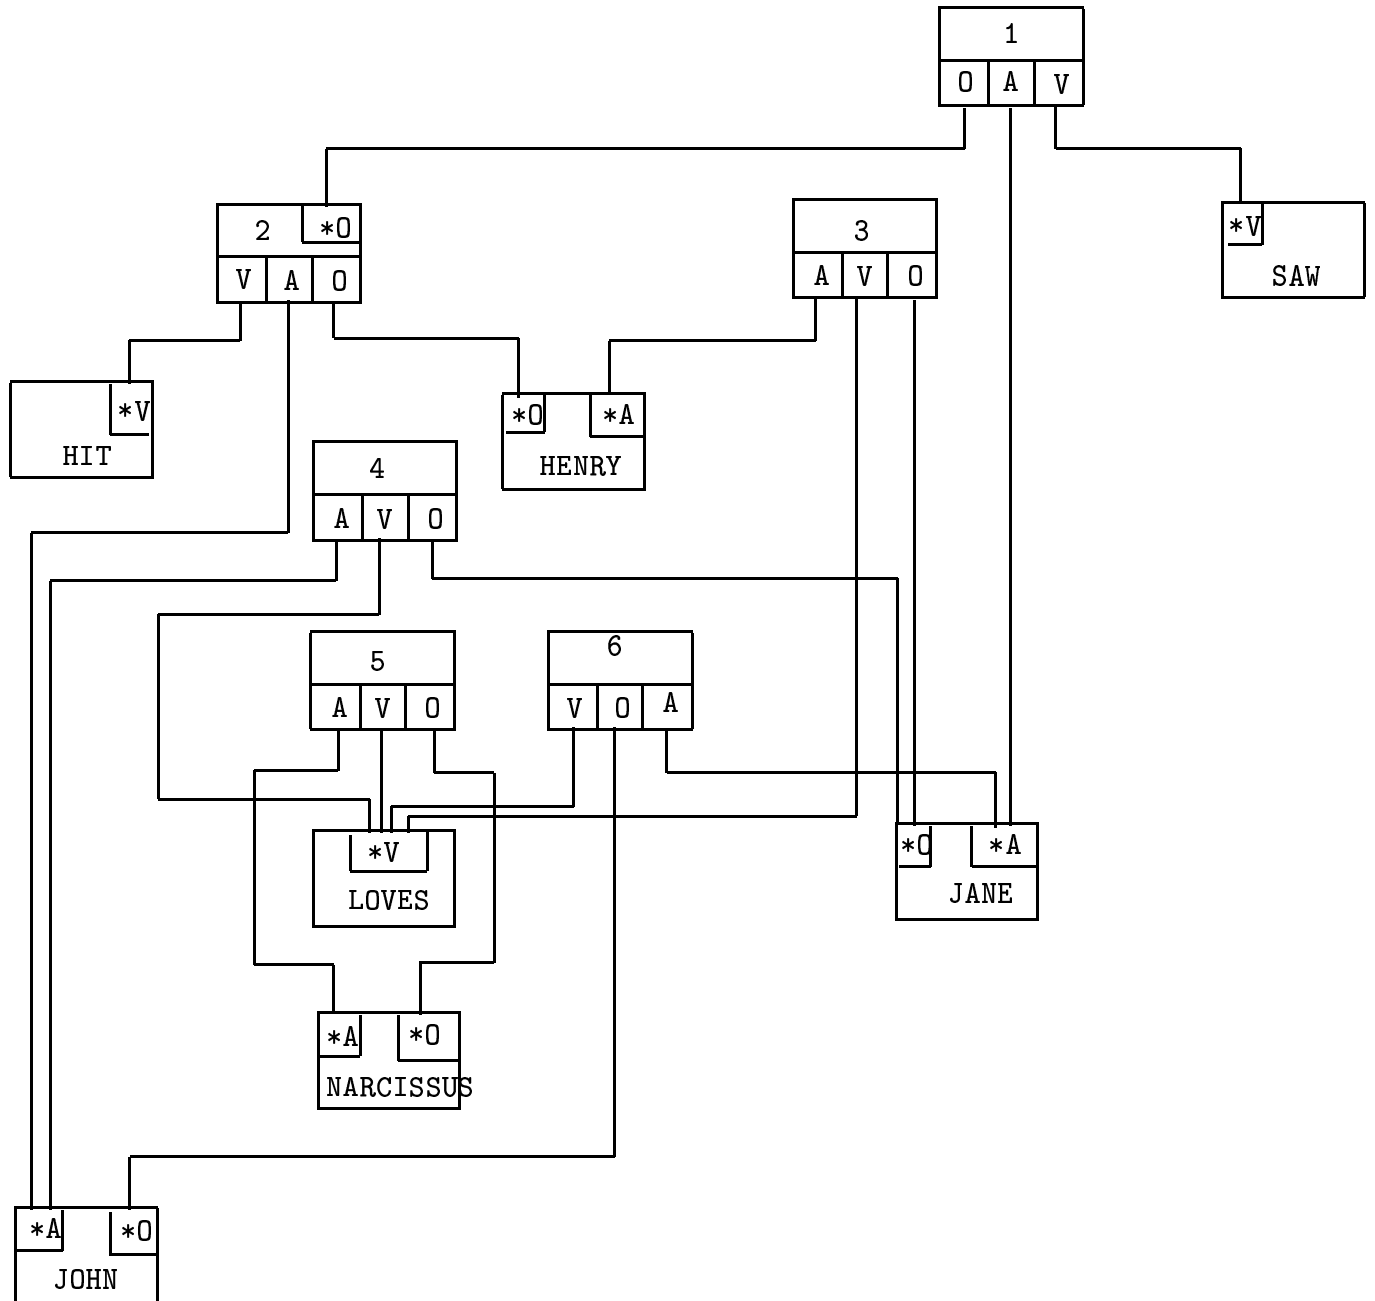 1
O A V
2 *O
3
*V
V A O
A V O
SAW
*V
HIT
*O *A
HENRY
4
A V O
5
6
A V O
V O A
*V
LOVES
*O *A
JANE
*A *O
NARCISSUS
*A *O
JOHN